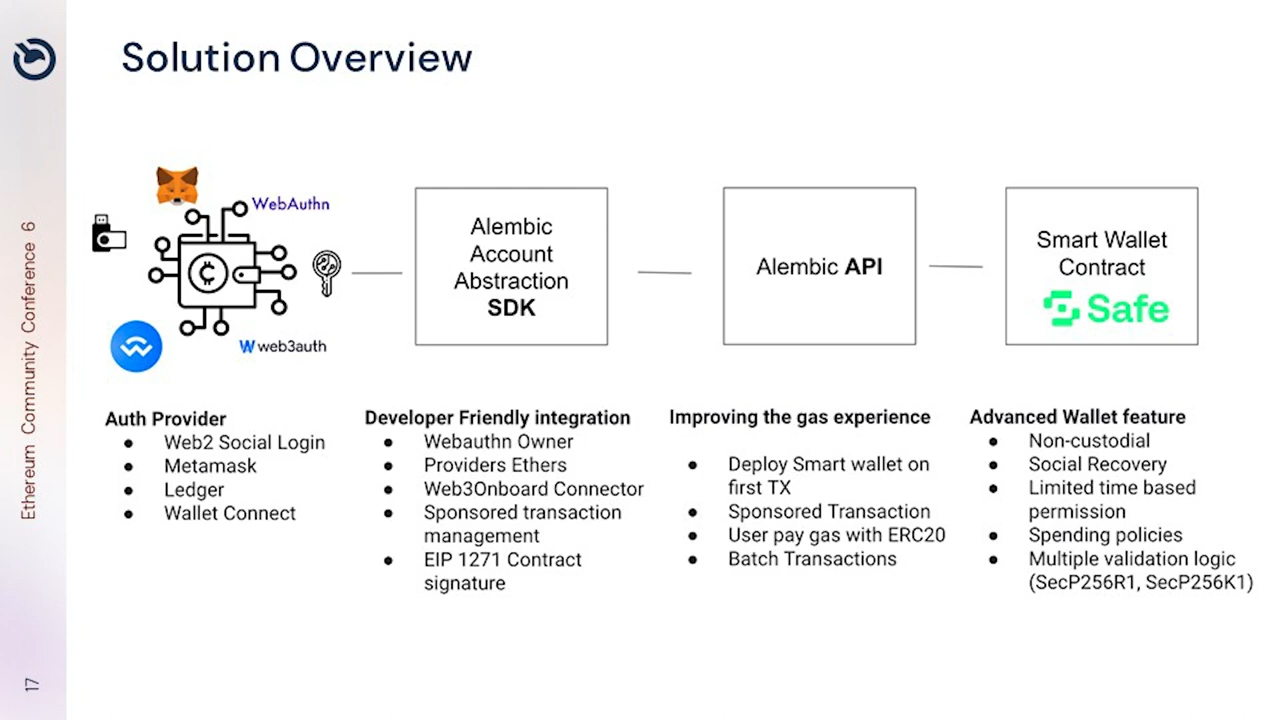 Solution Overview
WebAuthn
web3auth
Alembic
Account
Abstraction
SDK
Alembic API
Smart Wallet
Contract
Safe
Auth Provider
● Web2 Social Login
● Metamask
● Ledger
● Wallet Connect
Developer Friendly integration
● Webauthn Owner
● Providers Ethers
● Web3Onboard Connector
● Sponsored transaction
management
● EIP 1271 Contract
signature
Improving the gas experience
● Deploy Smart wallet on
first TX
● Sponsored Transaction
● User pay gas with ERC20
● Batch Transactions
Advanced Wallet feature
● Non-custodial
● Social Recovery
● Limited time based
permission
● Spending policies
● Multiple validation logic
(SecP256R1, SecP256K1)
Ethereum Community Conference 6
17